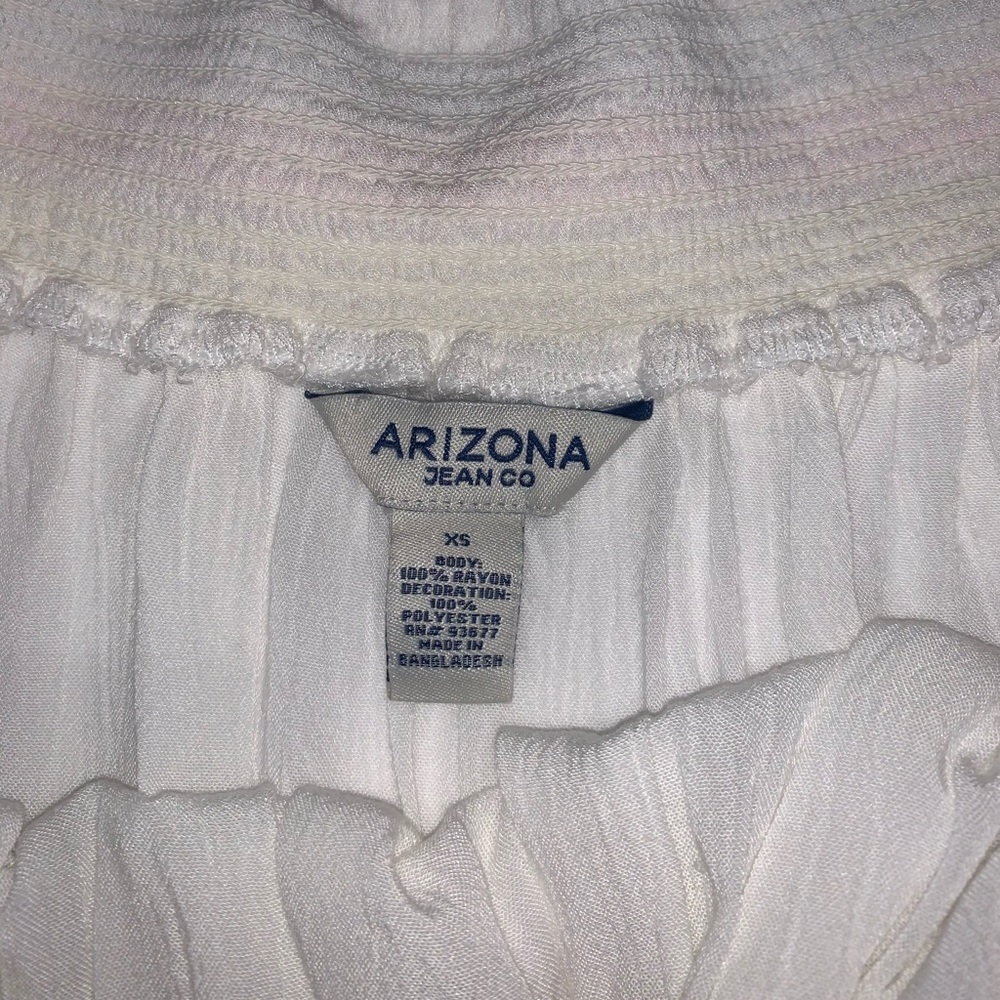 ARIZONA
JEAN CO
XS
BODY:
100% RAYON
DECORATION:
100%
POLYESTER
RN# 93677
MADE IN
BANGLADESH